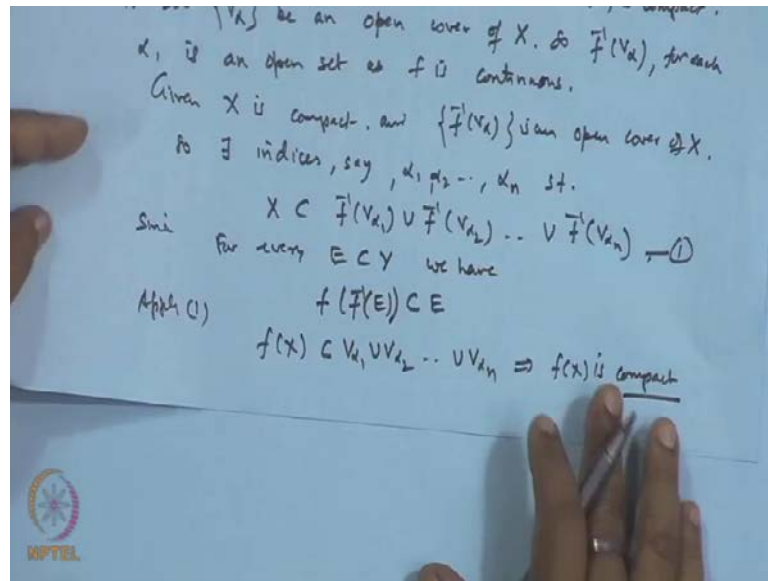 {Vα} be an open cover of X. So f̄¹(Vα), for each
α, is an open set as f is continuous.
Given X is compact. and {f̄¹(Vα)} is an open cover of X.
So ∃ indices, say, α₁, α₂ .., αₙ st.
X ⊂ f̄¹(Vα₁) ∪ f̄¹(Vα₂) .. ∪ f̄¹(Vαₙ) —①
Sinc For every E ⊂ Y we have
f(f̄¹(E)) ⊂ E
Apply (1)
f(X) ⊂ Vα₁ ∪ Vα₂ .. ∪ Vαₙ ⇒ f(X) is compact
NPTEL